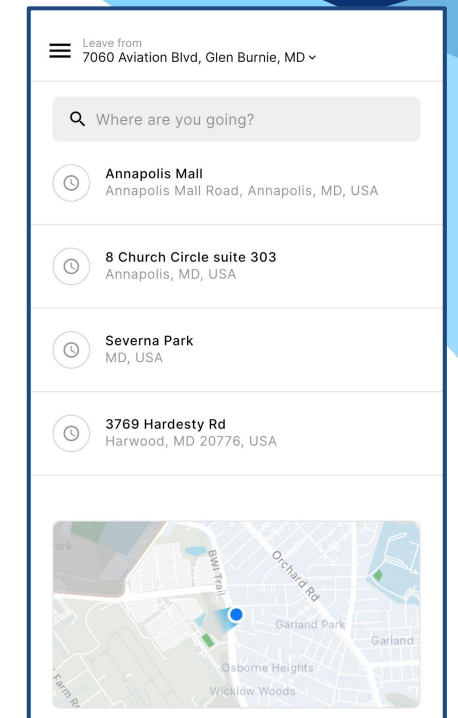 Leave from
7060 Aviation Blvd, Glen Burnie, MD
Where are you going?
Annapolis Mall
Annapolis Mall Road, Annapolis, MD, USA
8 Church Circle suite 303
Annapolis, MD, USA
Severna Park
MD, USA
3769 Hardesty Rd
Harwood, MD 20776, USA
ark
BWI Trail
Orchard Rd
Garland Park
Garland
Osborne Heights
Wicklow Woods
Farm R